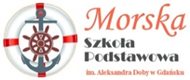 Morska
Szkoła
Podstawowa
im. Aleksandra Doby w Gdańsku